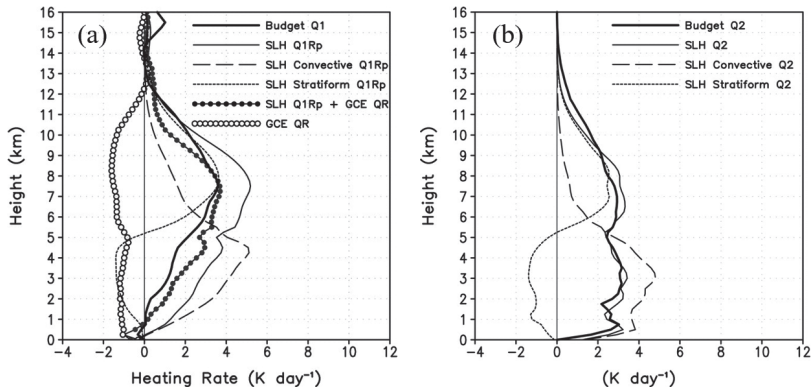 (a)
Budget Q1
SLH Q1Rp
SLH Convective Q1Rp
SLH Stratiform Q1Rp
SLH Q1Rp + GCE QR
GCE QR
Height (km)
16
15
14
13
12
11
10
9
8
7
6
5
4
3
2
1
0
-4 -2 0 2 4 6 8 10 12
Heating Rate (K day⁻¹)
(b)
Budget Q2
SLH Q2
SLH Convective Q2
SLH Stratiform Q2
Height (km)
16
15
14
13
12
11
10
9
8
7
6
5
4
3
2
1
0
-4 -2 0 2 4 6 8 10 12
(K day⁻¹)